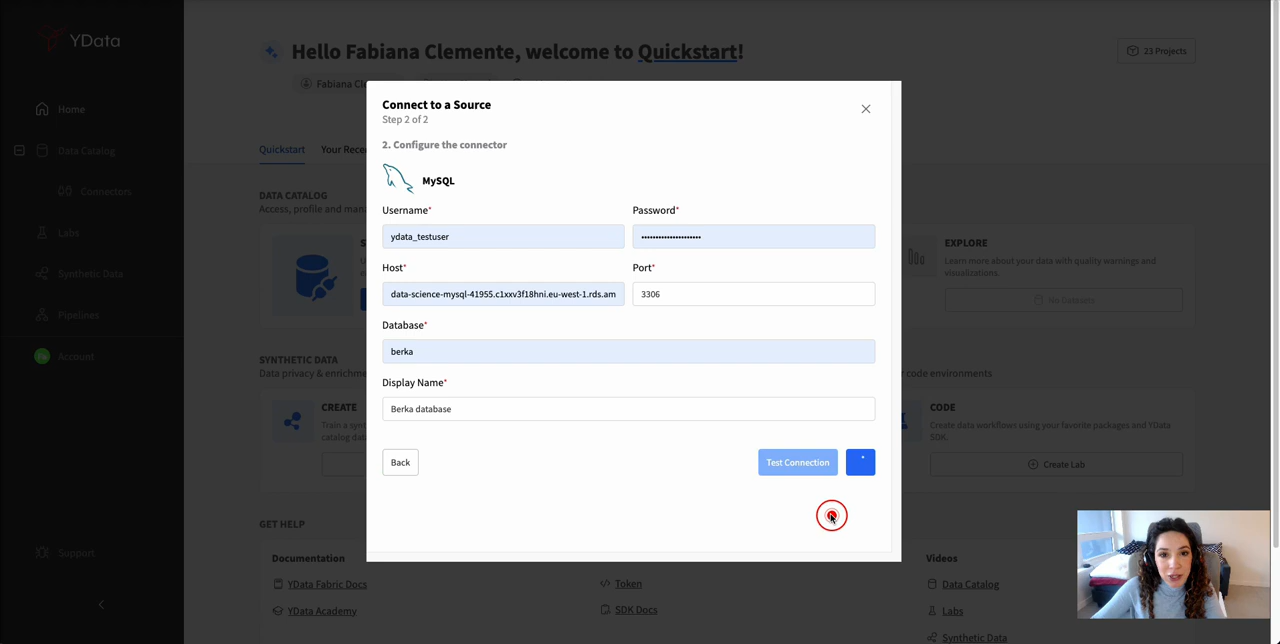 YData
Hello Fabiana Clemente, welcome to Quickstart!
23 Projects
Fabiana Cle
Home
Data Catalog
Connectors
Labs
Synthetic Data
Pipelines
Account
Support
Quickstart
Your Rece
DATA CATALOG
Access, profile and man
Connect to a Source
Step 2 of 2
2. Configure the connector
MySQL
Username*
Password*
ydata_testuser
•••••••••••••••••••••
Host*
Port*
data-science-mysql-41955.c1xxv3f18hni.eu-west-1.rds.am
3306
Database*
berka
Display Name*
Berka database
Back
Test Connection
EXPLORE
Learn more about your data with quality warnings and
visualizations.
No Datasets
SYNTHETIC DATA
Data privacy & enrichme
r code environments
CREATE
Train a syn
catalog dat
CODE
Create data workflows using your favorite packages and YData
SDK.
Create Lab
GET HELP
Documentation
YData Fabric Docs
YData Academy
Token
SDK Docs
Videos
Data Catalog
Labs
Synthetic Data